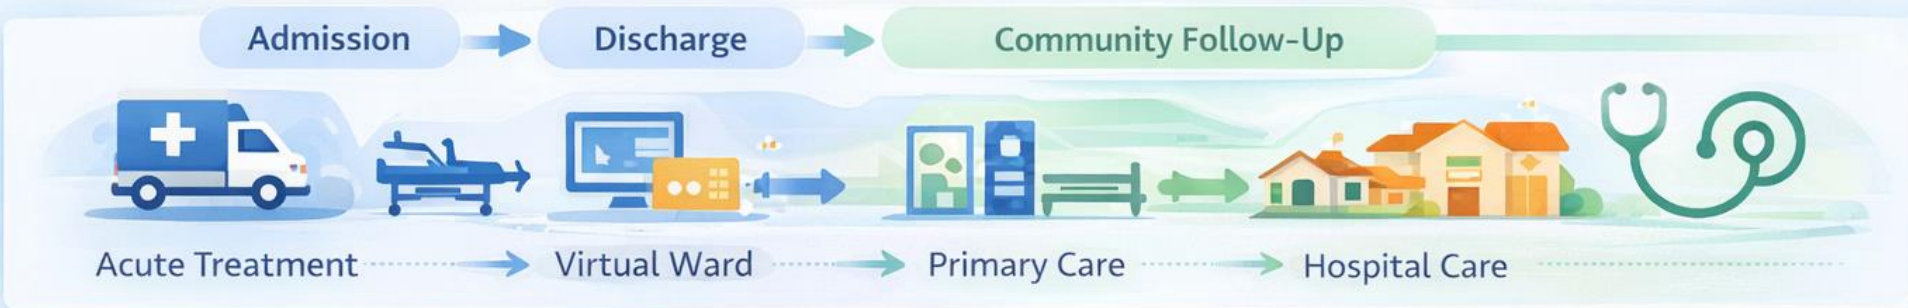 Admission
Discharge
Community Follow-Up
Acute Treatment
Virtual Ward
Primary Care
Hospital Care